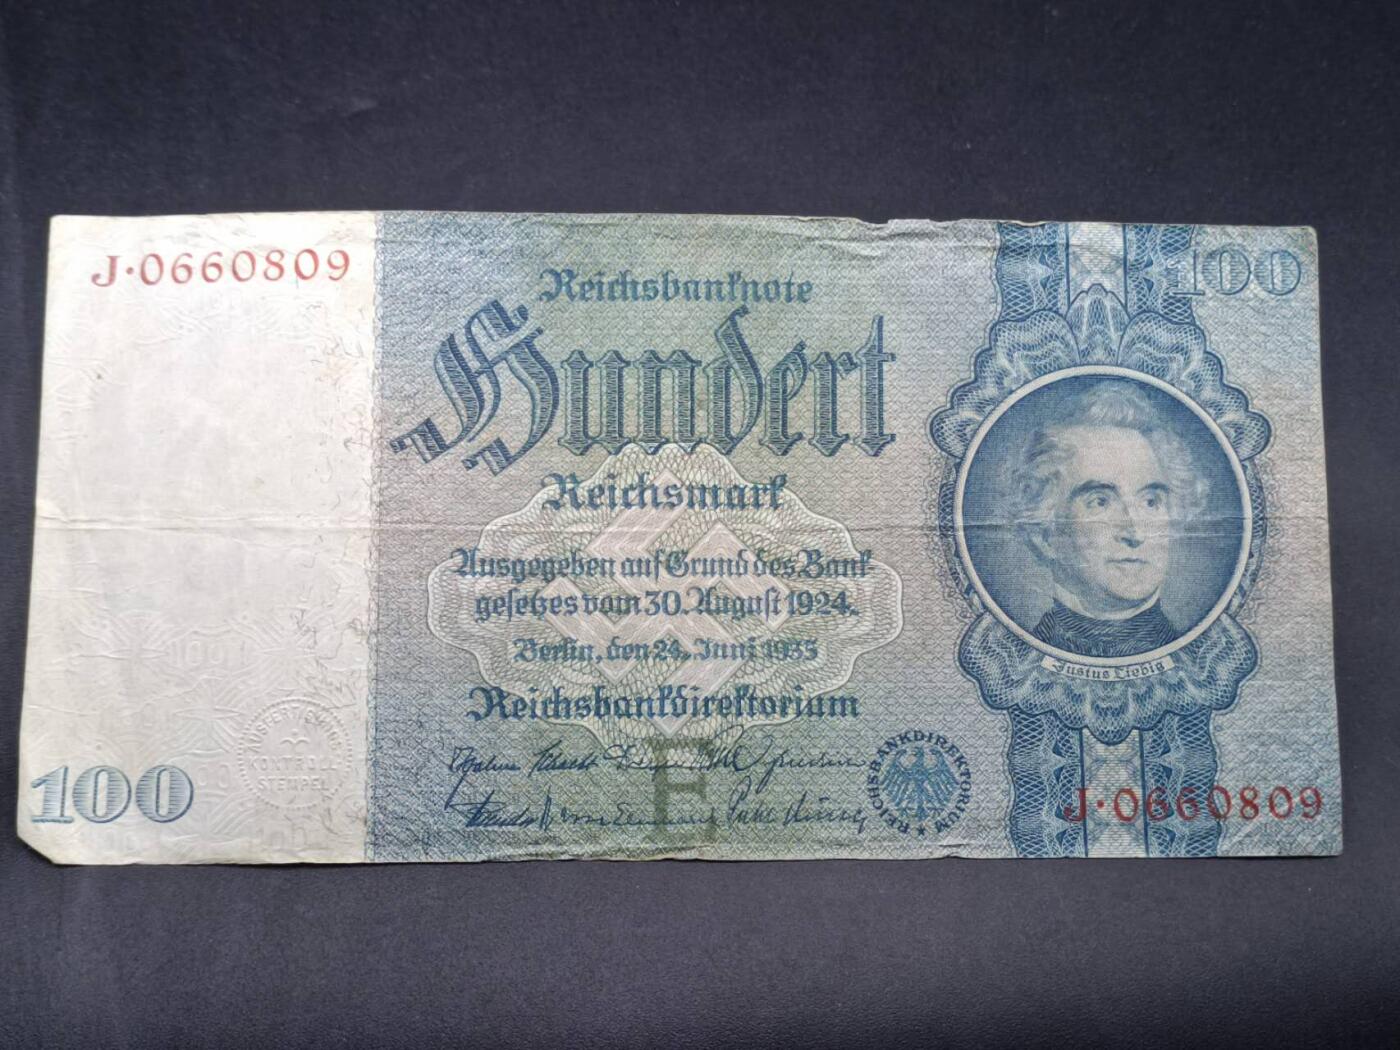 J·0660809
100
Reichsbanknote
Hundert
Reichsmark
Ausgegeben auf Grund des Bank-
gesetzes vom 30. August 1924.
Berlin, den 24. Juni 1935
Reichsbankdirektorium
E
REICHSBANKDIREKTORIUM
Justus Liebig
100
AUSFERTIGUNG
KONTROLL
STEMPEL
J·0660809